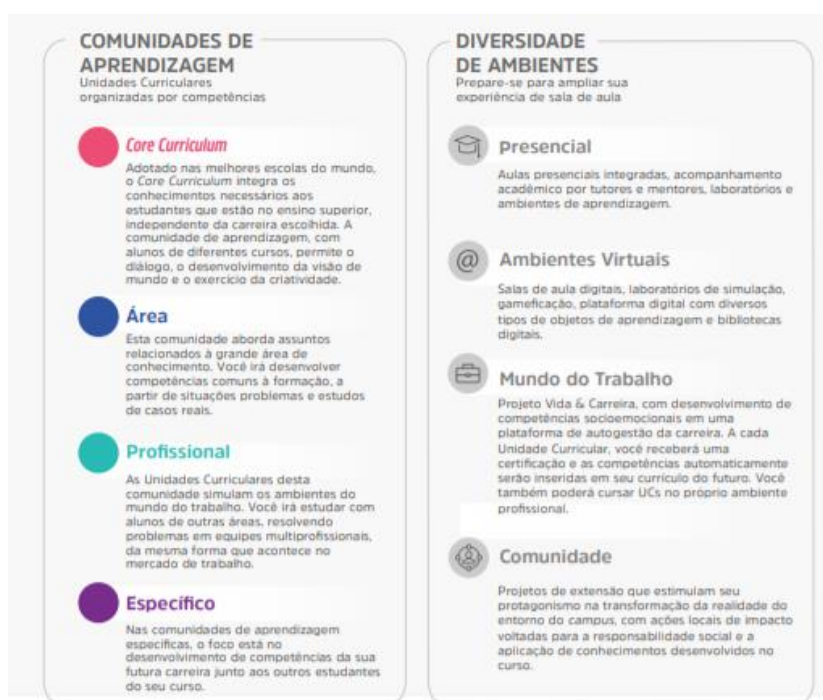 COMUNIDADES DE
APRENDIZAGEM
Unidades Curriculares
organizadas por competências
Core Curriculum
Adotado nas melhores escolas do mundo,
o Core Curriculum integra os
conhecimentos necessários aos
estudantes que estão no ensino superior,
independente da carreira escolhida. A
comunidade de aprendizagem, com
alunos de diferentes cursos, permite o
diálogo, o desenvolvimento da visão de
mundo e o exercício da criatividade.
Área
Esta comunidade aborda assuntos
relacionados à grande área de
conhecimento. Você irá desenvolver
competências comuns à formação, a
partir de situações problemas e estudos
de casos reais.
Profissional
As Unidades Curriculares desta
comunidade simulam os ambientes do
mundo do trabalho. Você irá estudar com
alunos de outras áreas, resolvendo
problemas em equipes multiprofissionais,
da mesma forma que acontece no
mercado de trabalho.
Específico
Nas comunidades de aprendizagem
específicas, o foco está no
desenvolvimento de competências da sua
futura carreira junto aos outros estudantes
do seu curso.
DIVERSIDADE
DE AMBIENTES
Prepare-se para ampliar sua
experiência de sala de aula
Presencial
Aulas presenciais integradas, acompanhamento
acadêmico por tutores e mentores, laboratórios e
ambientes de aprendizagem.
@ Ambientes Virtuais
Salas de aula digitais, laboratórios de simulação,
gameficação, plataforma digital com diversos
tipos de objetos de aprendizagem e bibliotecas
digitais.
Mundo do Trabalho
Projeto Vida & Carreira, com desenvolvimento de
competências socioemocionais em uma
plataforma de autogestão da carreira. A cada
Unidade Curricular, você receberá uma
certificação e as competências automaticamente
serão inseridas em seu currículo do futuro. Você
também poderá cursar UCs no próprio ambiente
profissional.
Comunidade
Projetos de extensão que estimulam seu
protagonismo na transformação da realidade do
entorno do campus, com ações locais de impacto
voltadas para a responsabilidade social e a
aplicação de conhecimentos desenvolvidos no
curso.